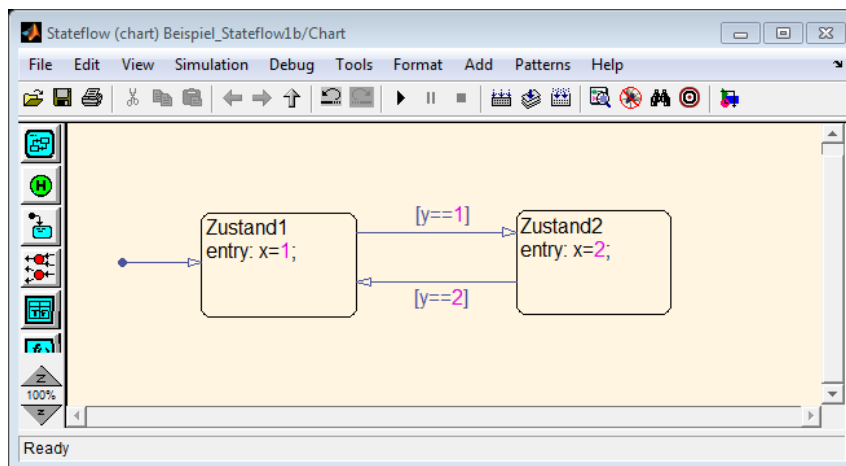 Stateflow (chart) Beispiel_Stateflow1b/Chart
File Edit View Simulation Debug Tools Format Add Patterns Help
H
Zustand1
entry: x=1;
[y==1]
Zustand2
entry: x=2;
[y==2]
Z
100%
Z
Ready